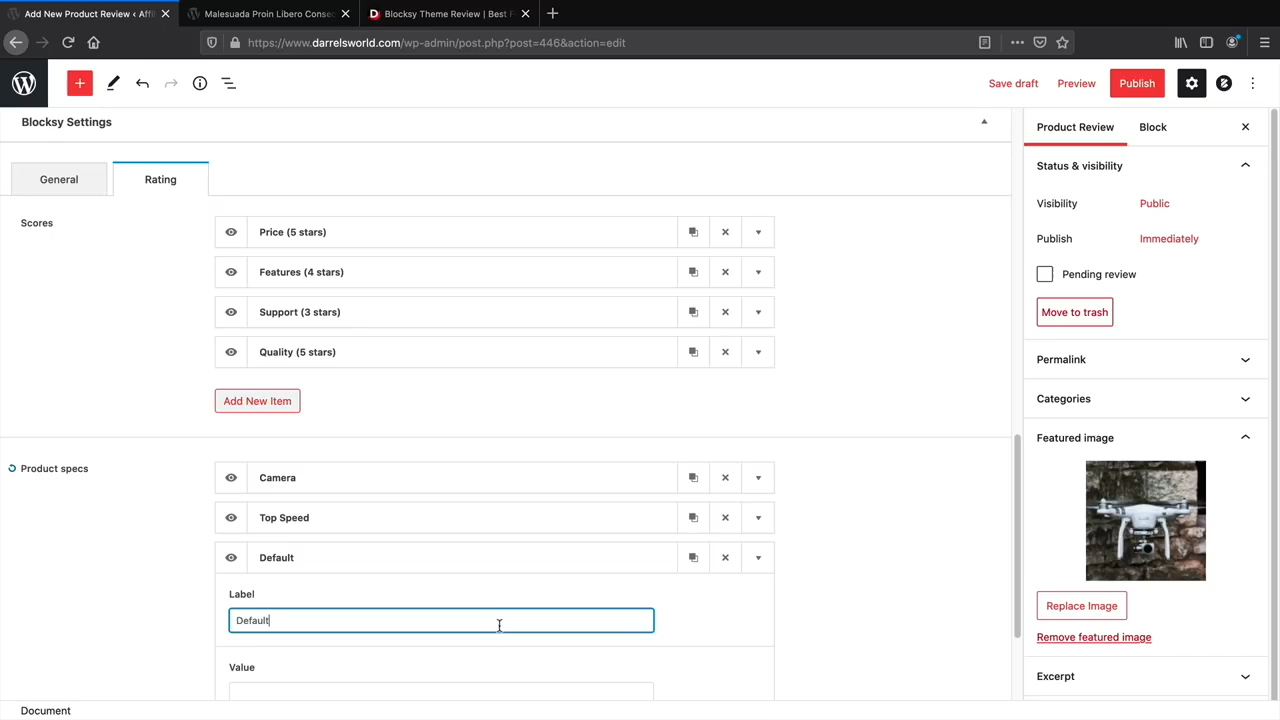 Add New Product Review ‹ Affi
Malesuada Proin Libero Consec
Blocksy Theme Review | Best F
https://www.darrelsworld.com/wp-admin/post.php?post=446&action=edit
Save draft
Preview
Publish
Blocksy Settings
General
Rating
Scores
Price (5 stars)
Features (4 stars)
Support (3 stars)
Quality (5 stars)
Add New Item
Product specs
Camera
Top Speed
Default
Label
Default
Value
Product Review
Block
Status & visibility
Visibility
Public
Publish
Immediately
Pending review
Move to trash
Permalink
Categories
Featured image
Replace Image
Remove featured image
Excerpt
Document